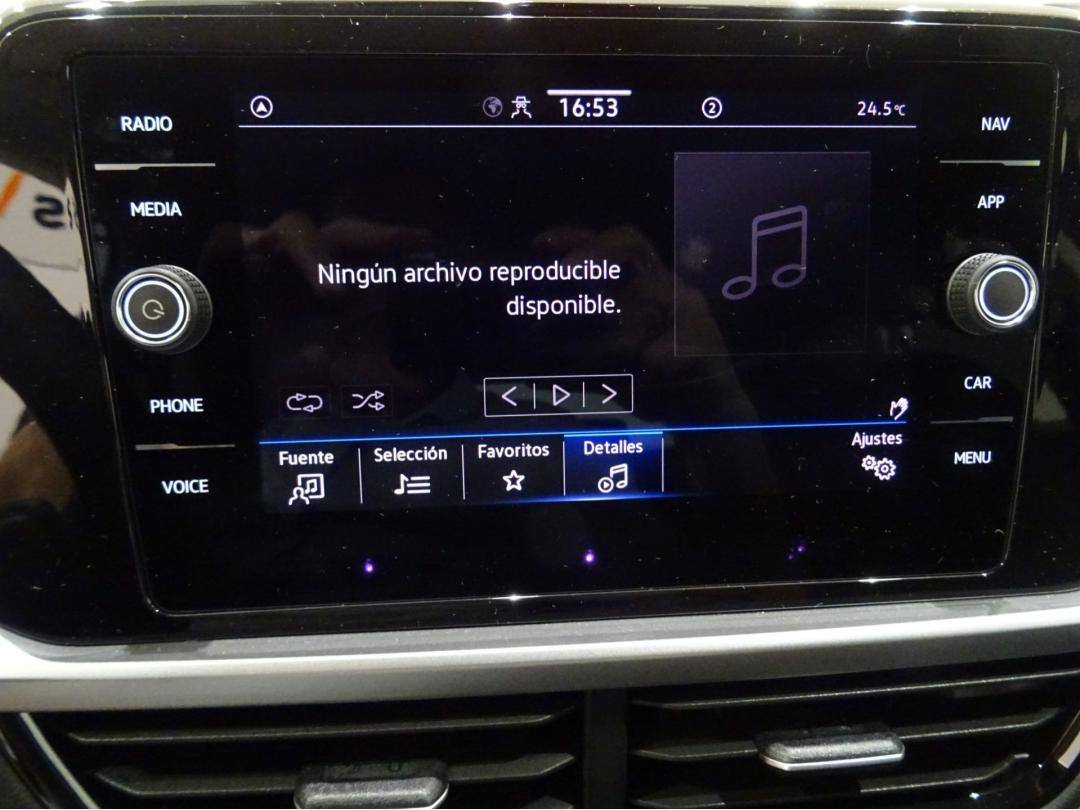 RADIO
MEDIA
PHONE
VOICE
16:53
2
24.5°C
Ningún archivo reproducible
disponible.
Fuente
Selección
Favoritos
Detalles
Ajustes
NAV
APP
CAR
MENU